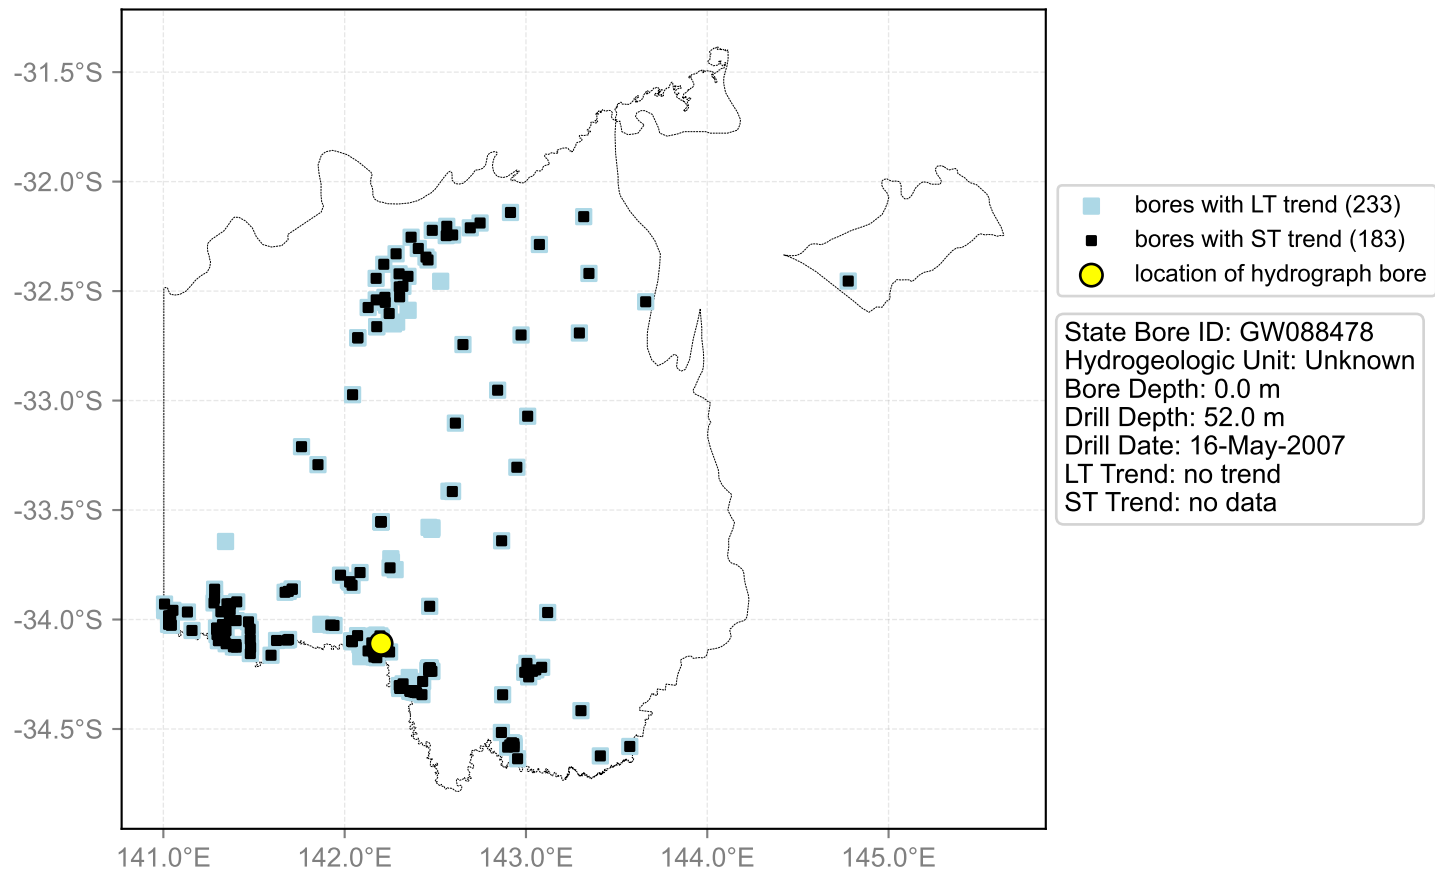 -31.5°S
-32.0°S
-32.5°S
-33.0°S
-33.5°S
-34.0°S
-34.5°S
141.0°E 142.0°E 143.0°E 144.0°E 145.0°E
bores with LT trend (233)
bores with ST trend (183)
location of hydrograph bore
State Bore ID: GW088478
Hydrogeologic Unit: Unknown
Bore Depth: 0.0 m
Drill Depth: 52.0 m
Drill Date: 16-May-2007
LT Trend: no trend
ST Trend: no data